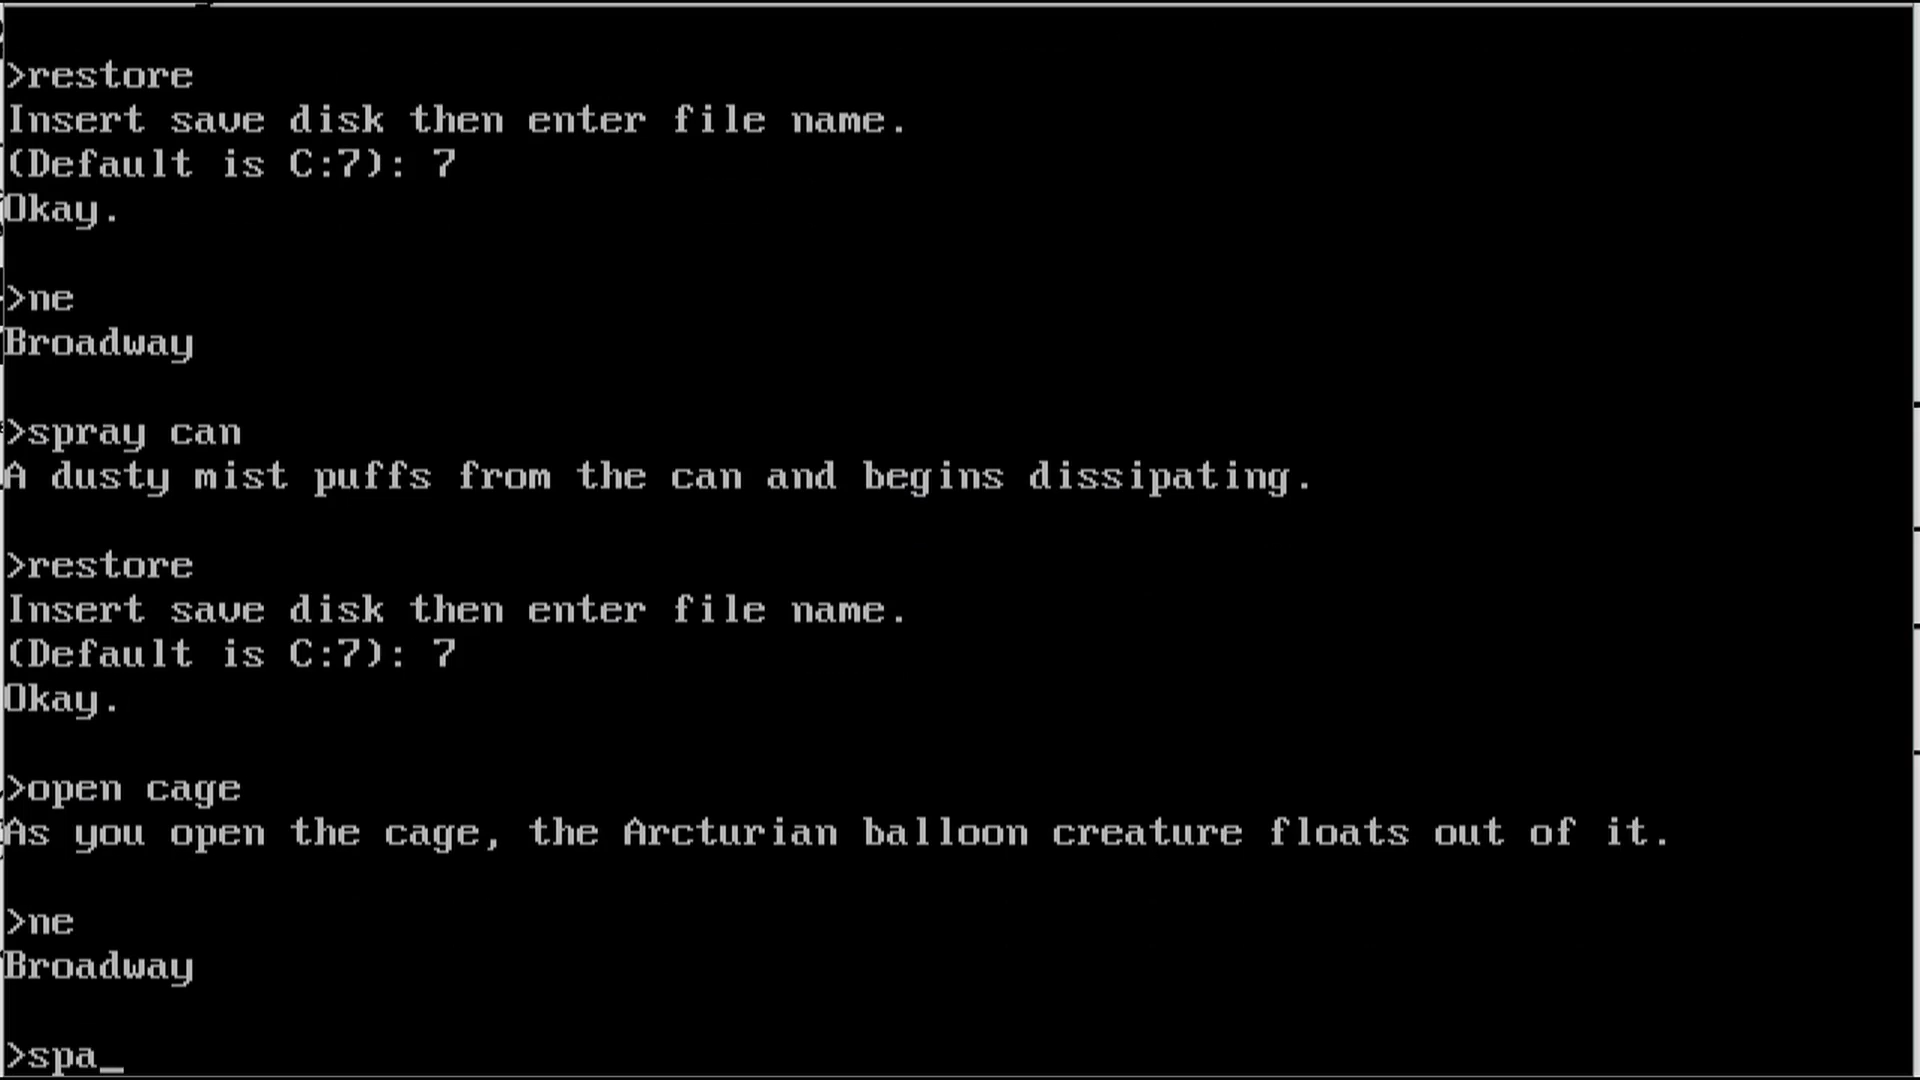 >restore
Insert save disk then enter file name.
(Default is C:7): 7
Okay.
>ne
Broadway
>spray can
A dusty mist puffs from the can and begins dissipating.
>restore
Insert save disk then enter file name.
(Default is C:7): 7
Okay.
>open cage
As you open the cage, the Arcturian balloon creature floats out of it.
>ne
Broadway
>spa_